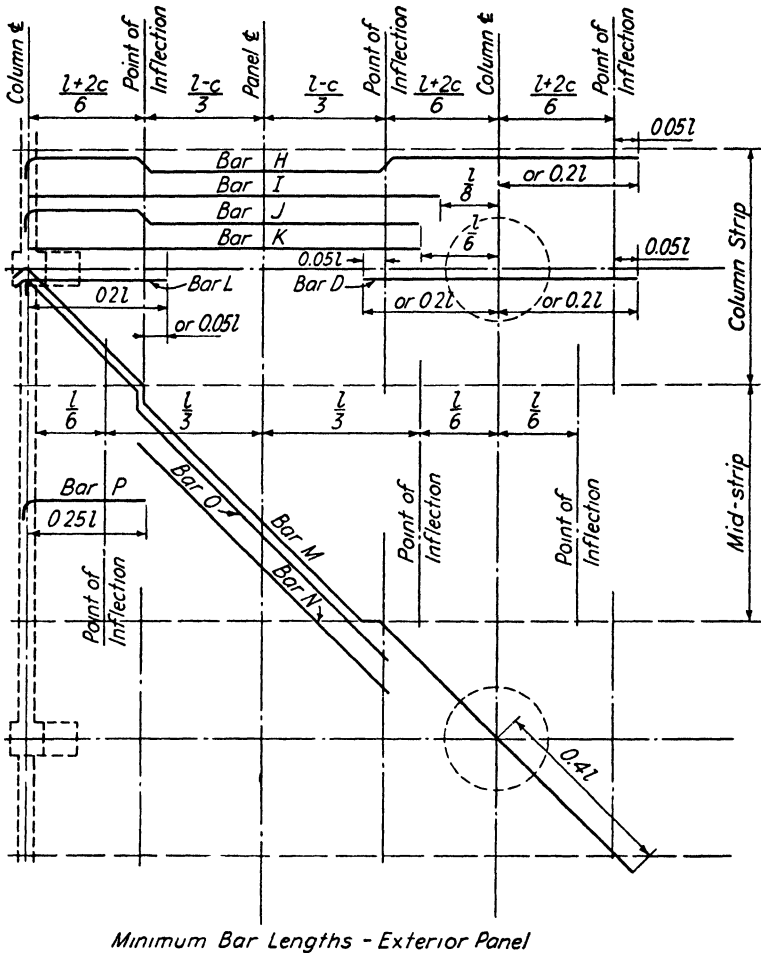 Column ℄
Point of
Inflection
Panel ℄
Point of
Inflection
Column ℄
Point of
Inflection
l+2c
6
l-c
3
l-c
3
l+2c
6
l+2c
6
0.05l
Bar H
or 0.2l
Bar I
l
8
Bar J
Bar K
l
6
0.05l
0.05l
Bar L
Bar D
0.2l
or 0.2l
or 0.2l
or 0.05l
Column Strip
l
6
l
3
l
3
l
6
l
6
Bar P
0.25l
Bar O
Bar M
Bar N
Point of
Inflection
Point of
Inflection
Point of
Inflection
Mid-strip
0.4l
Minimum Bar Lengths - Exterior Panel